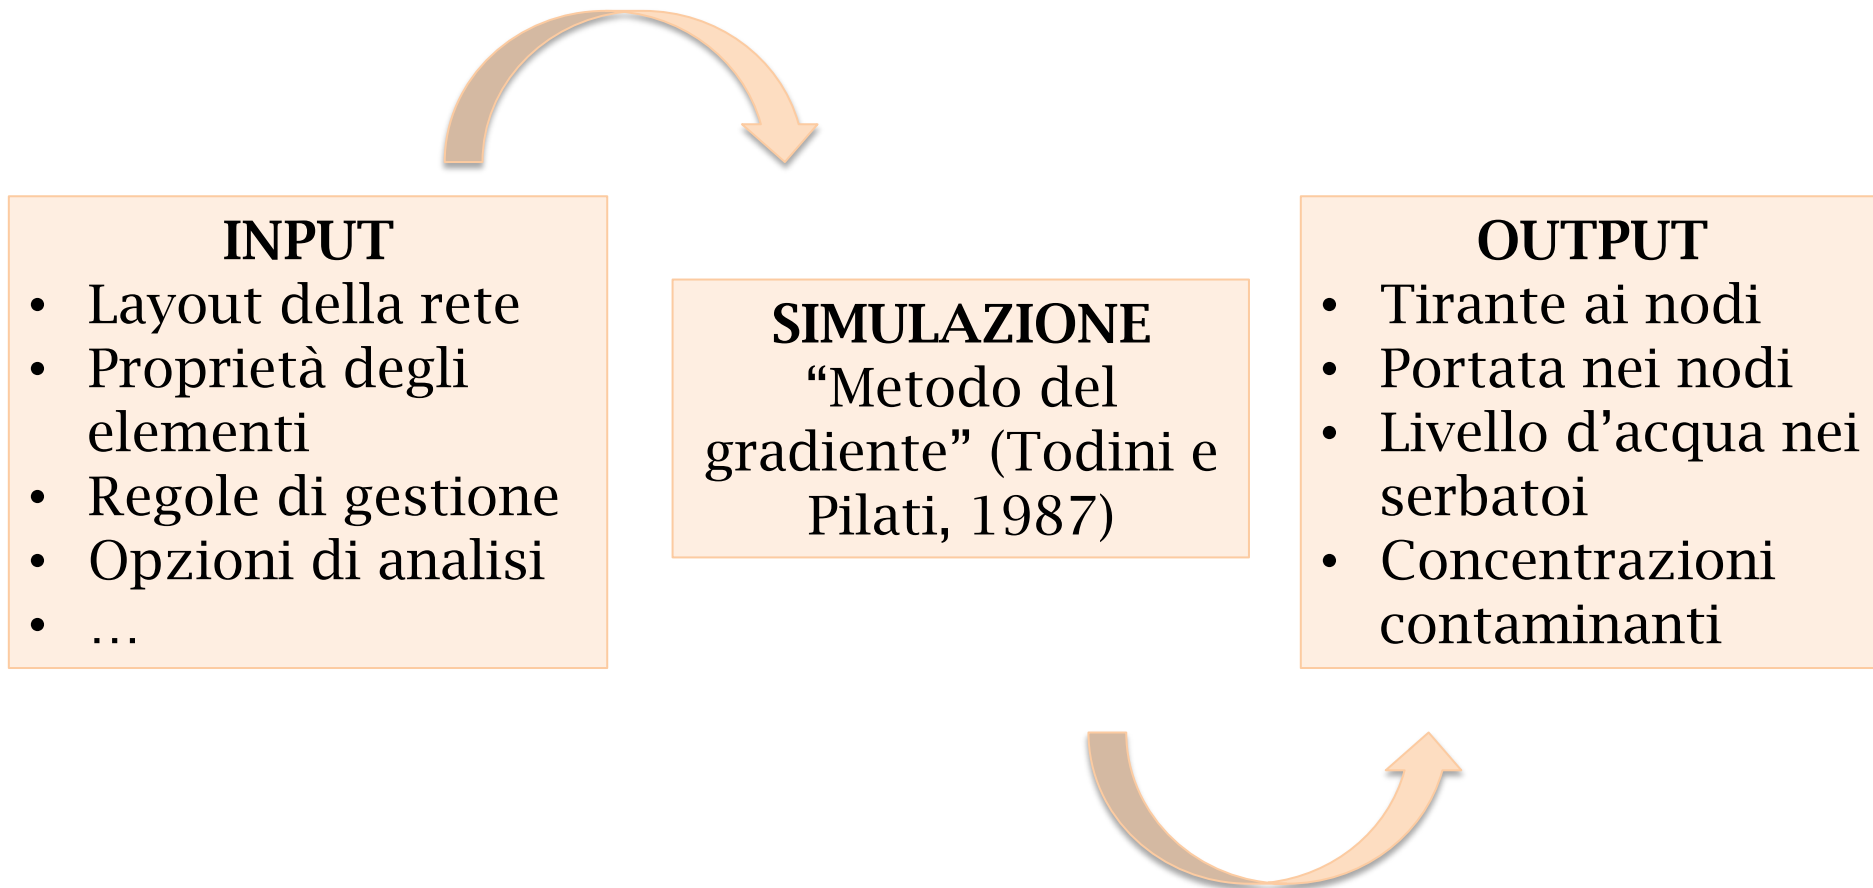 INPUT
• Layout della rete
• Proprietà degli
elementi
• Regole di gestione
• Opzioni di analisi
• …
SIMULAZIONE
“Metodo del
gradiente” (Todini e
Pilati, 1987)
OUTPUT
• Tirante ai nodi
• Portata nei nodi
• Livello d’acqua nei
serbatoi
• Concentrazioni
contaminanti